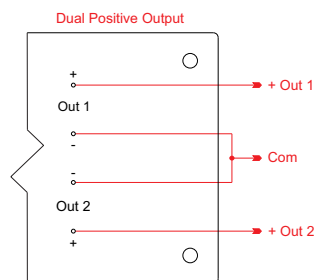 Dual Positive Output
+
+ Out 1
Out 1
-
Com
-
Out 2
+ Out 2
+